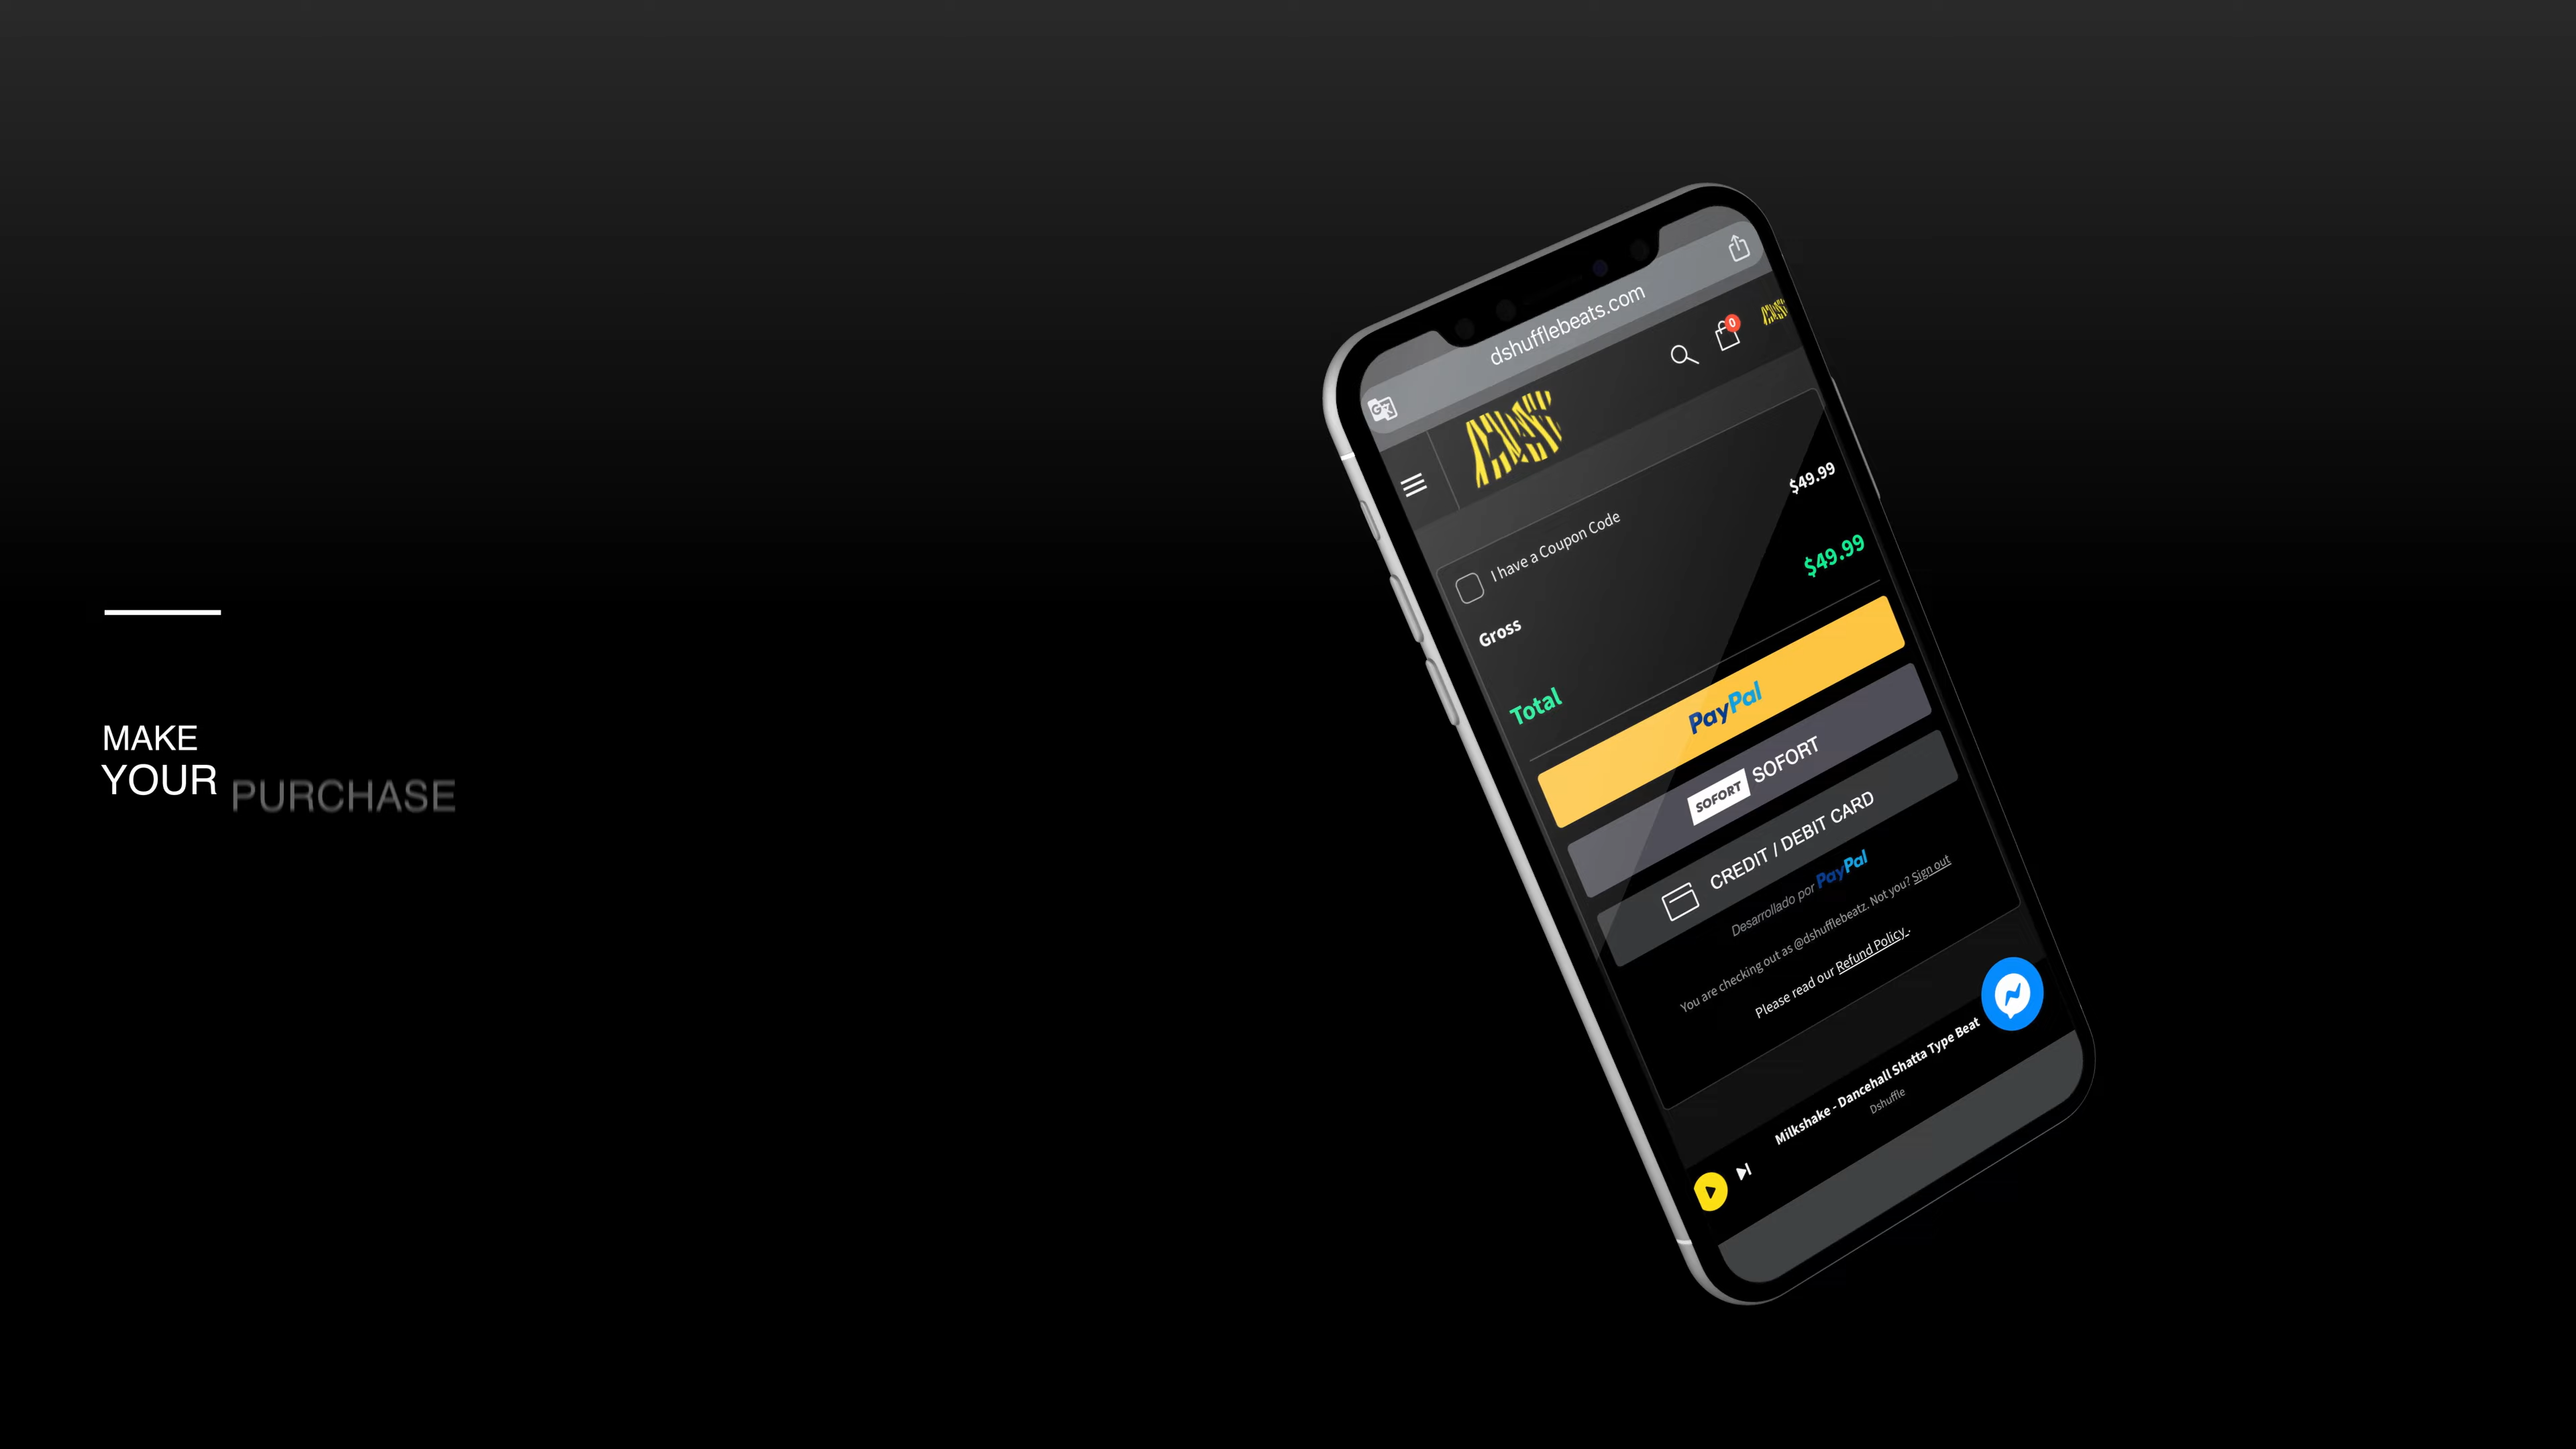 MAKE
YOUR PURCHASE
dshufflebeats.com
0
DS
I have a Coupon Code
Gross $49.99
Total $49.99
PayPal
SOFORT SOFORT
CREDIT / DEBIT CARD
Desarrollado por PayPal
You are checking out as @dshufflebeatz. Not you? Sign out
Please read our Refund Policy .
Milkshake - Dancehall Shatta Type Beat
Dshuffle